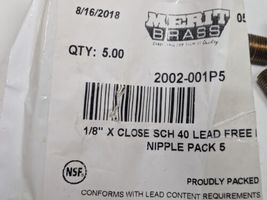 8/16/2018
MERIT
05
BRASS
QTY: 5.00
2002-001P5
1/8" X CLOSE SCH 40 LEAD FREE
NIPPLE PACK 5
NSF
PROUDLY PACKED
CONFORMS WITH LEAD CONTENT REQUIREMENTS